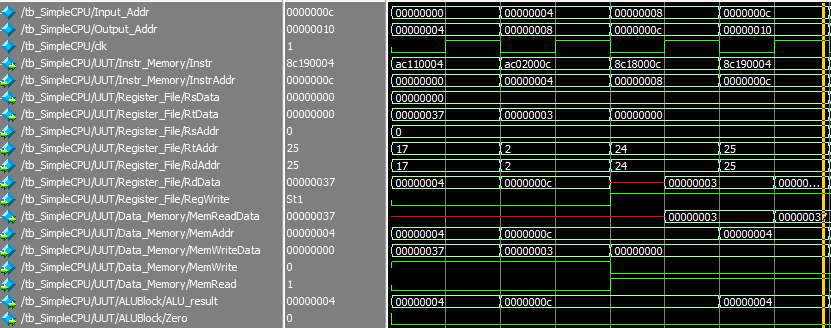 /tb_SimpleCPU/Input_Addr 0000000c 00000000 00000004 00000008 0000000c
/tb_SimpleCPU/Output_Addr 00000010 00000004 00000008 0000000c 00000010
/tb_SimpleCPU/clk 1
/tb_SimpleCPU/UUT/Instr_Memory/Instr 8c190004 ac110004 ac02000c 8c18000c 8c190004
/tb_SimpleCPU/UUT/Instr_Memory/InstrAddr 0000000c 00000000 00000004 00000008 0000000c
/tb_SimpleCPU/UUT/Register_File/RsData 00000000 00000000
/tb_SimpleCPU/UUT/Register_File/RtData 00000000 00000037 00000003 00000000
/tb_SimpleCPU/UUT/Register_File/RsAddr 0 0
/tb_SimpleCPU/UUT/Register_File/RtAddr 25 17 2 24 25
/tb_SimpleCPU/UUT/Register_File/RdAddr 25 17 2 24 25
/tb_SimpleCPU/UUT/Register_File/RdData 00000037 00000004 0000000c 00000003 00000...
/tb_SimpleCPU/UUT/Register_File/RegWrite St1
/tb_SimpleCPU/UUT/Data_Memory/MemReadData 00000037 00000003 00000037
/tb_SimpleCPU/UUT/Data_Memory/MemAddr 00000004 00000004 0000000c 00000004
/tb_SimpleCPU/UUT/Data_Memory/MemWriteData 00000000 00000037 00000003 00000000
/tb_SimpleCPU/UUT/Data_Memory/MemWrite 0
/tb_SimpleCPU/UUT/Data_Memory/MemRead 1
/tb_SimpleCPU/UUT/ALUBlock/ALU_result 00000004 00000004 0000000c 00000004
/tb_SimpleCPU/UUT/ALUBlock/Zero 0